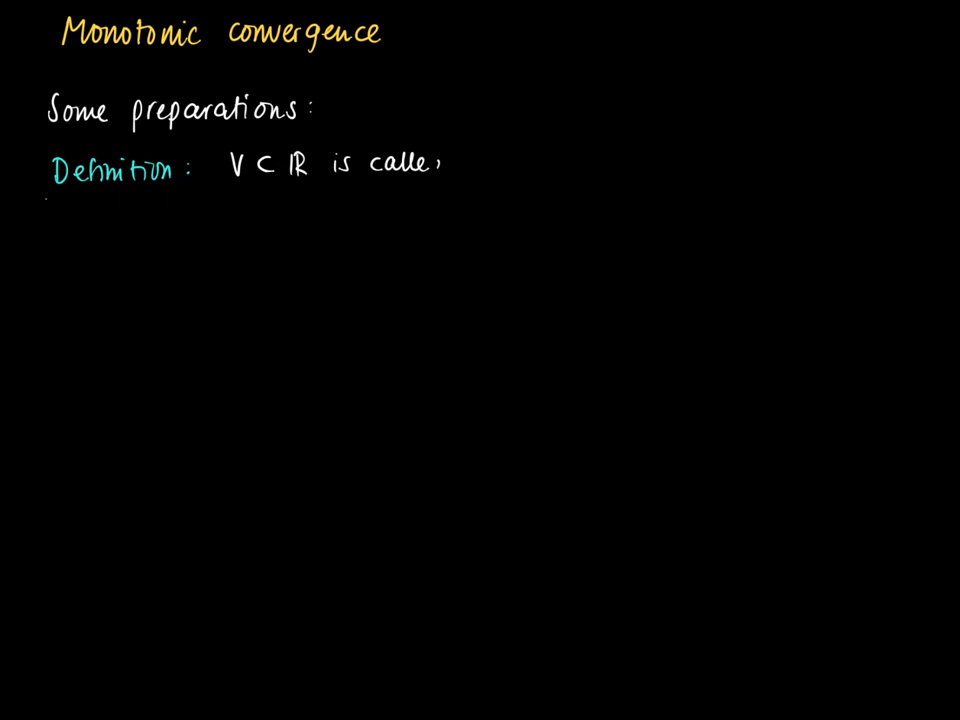 Monotonic convergence
Some preparations:
Definition: V ⊂ ℝ is calle